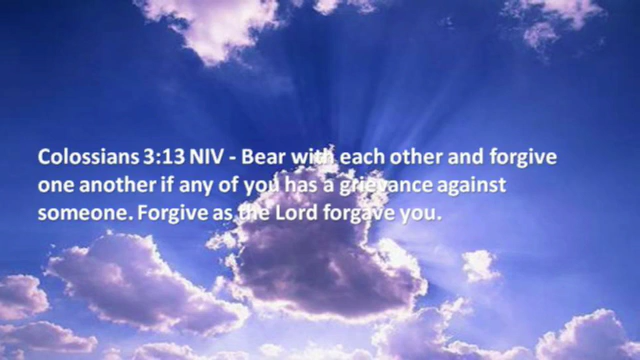 Colossians 3:13 NIV - Bear with each other and forgive
one another if any of you has a grievance against
someone. Forgive as the Lord forgave you.